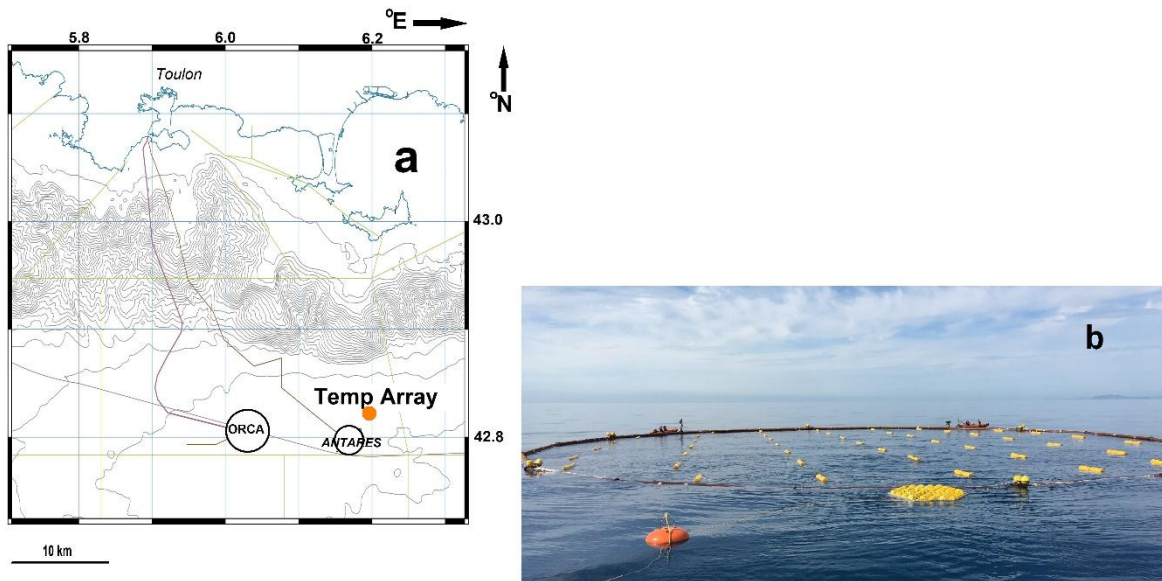 °E
5.8 6.0 6.2
Toulon
°N
a
43.0
Temp Array
ORCA
ANTARES
42.8
10 km
b